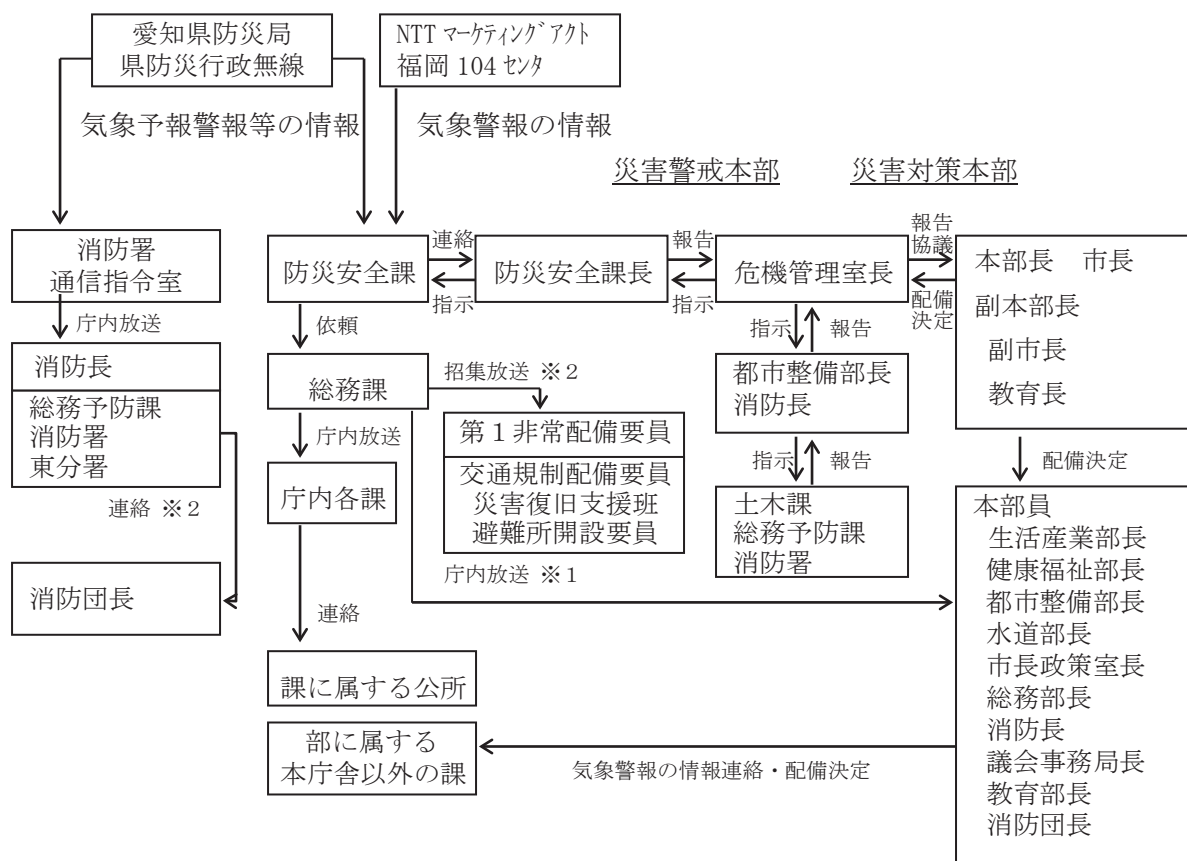 愛知県防災局
県防災行政無線
NTT マーケティングアクト
福岡 104 センタ
気象予報警報等の情報
気象警報の情報
災害警戒本部
災害対策本部
消防署
通信指令室
防災安全課
連絡
指示
防災安全課長
報告
指示
危機管理室長
報告
協議
配備
決定
本部長 市長
副本部長
副市長
教育長
庁内放送
消防長
総務予防課
消防署
東分署
依頼
総務課
招集放送 ※2
第1非常配備要員
交通規制配備要員
災害復旧支援班
避難所開設要員
指示
報告
都市整備部長
消防長
指示
報告
土木課
総務予防課
消防署
配備決定
庁内放送
庁内各課
連絡 ※2
庁内放送 ※1
消防団長
連絡
課に属する公所
部に属する
本庁舎以外の課
気象警報の情報連絡・配備決定
本部員
生活産業部長
健康福祉部長
都市整備部長
水道部長
市長政策室長
総務部長
消防長
議会事務局長
教育部長
消防団長